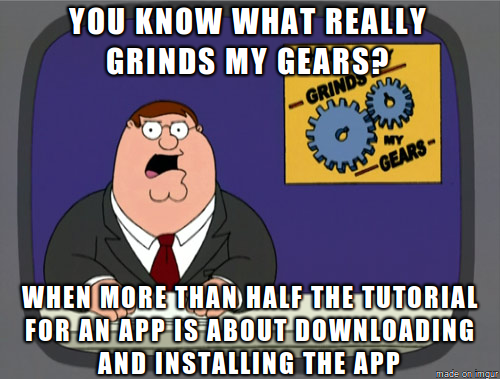 YOU KNOW WHAT REALLY
GRINDS MY GEARS?
GRINDS
MY
GEARS
WHEN MORE THAN HALF THE TUTORIAL
FOR AN APP IS ABOUT DOWNLOADING
AND INSTALLING THE APP
made on imgur